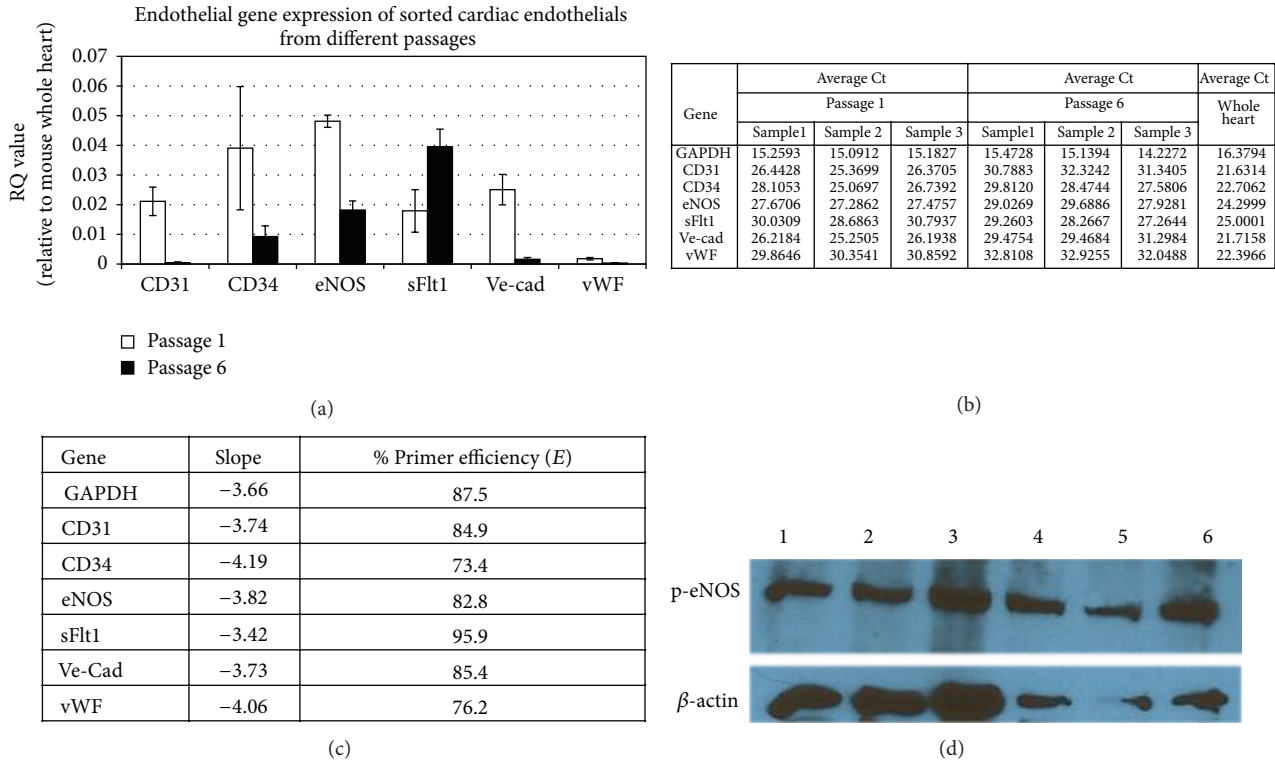 Endothelial gene expression of sorted cardiac endothelials
from different passages
RQ value
(relative to mouse whole heart)
0.07
0.06
0.05
0.04
0.03
0.02
0.01
0
CD31 CD34 eNOS sFlt1 Ve-cad vWF
Passage 1
Passage 6
(a)
Gene Average Ct Average Ct Average Ct
Passage 1 Passage 6 Whole heart
Sample1 Sample 2 Sample 3 Sample1 Sample 2 Sample 3
GAPDH 15.2593 15.0912 15.1827 15.4728 15.1394 14.2272 16.3794
CD31 26.4428 25.3699 26.3705 30.7883 32.3242 31.3405 21.6314
CD34 28.1053 25.0697 26.7392 29.8120 28.4744 27.5806 22.7062
eNOS 27.6706 27.2862 27.4757 29.0269 29.6886 27.9281 24.2999
sFlt1 30.0309 28.6863 30.7937 29.2603 28.2667 27.2644 25.0001
Ve-cad 26.2184 25.2505 26.1938 29.4754 29.4684 31.2984 21.7158
vWF 29.8646 30.3541 30.8592 32.8108 32.9255 32.0488 22.3966
(b)
Gene Slope % Primer efficiency (E)
GAPDH −3.66 87.5
CD31 −3.74 84.9
CD34 −4.19 73.4
eNOS −3.82 82.8
sFlt1 −3.42 95.9
Ve-Cad −3.73 85.4
vWF −4.06 76.2
(c)
1 2 3 4 5 6
p-eNOS
β-actin
(d)